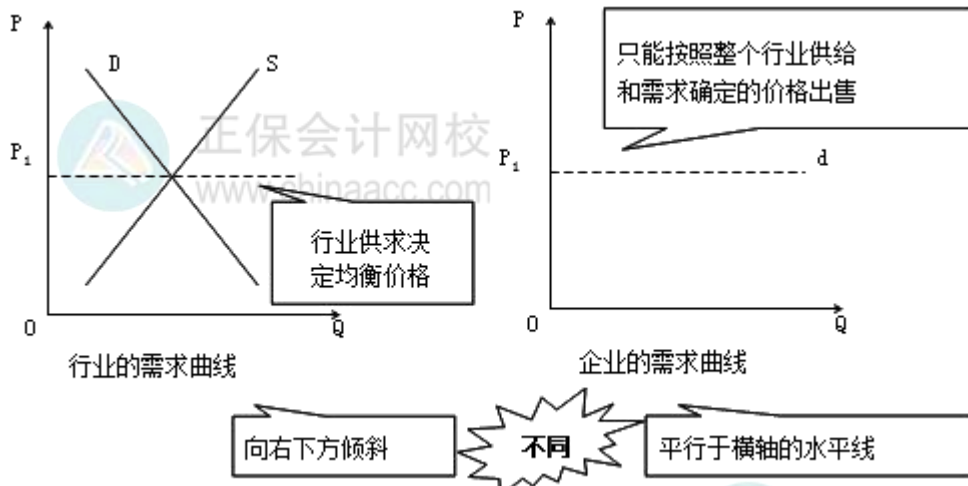 P
D
S
正保会计网校
www.chinaacc.com
P₁
行业供求决
定均衡价格
O
Q
行业的需求曲线
P
只能按照整个行业供给
和需求确定的价格出售
P₁
d
O
Q
企业的需求曲线
向右下方倾斜
不同
平行于横轴的水平线